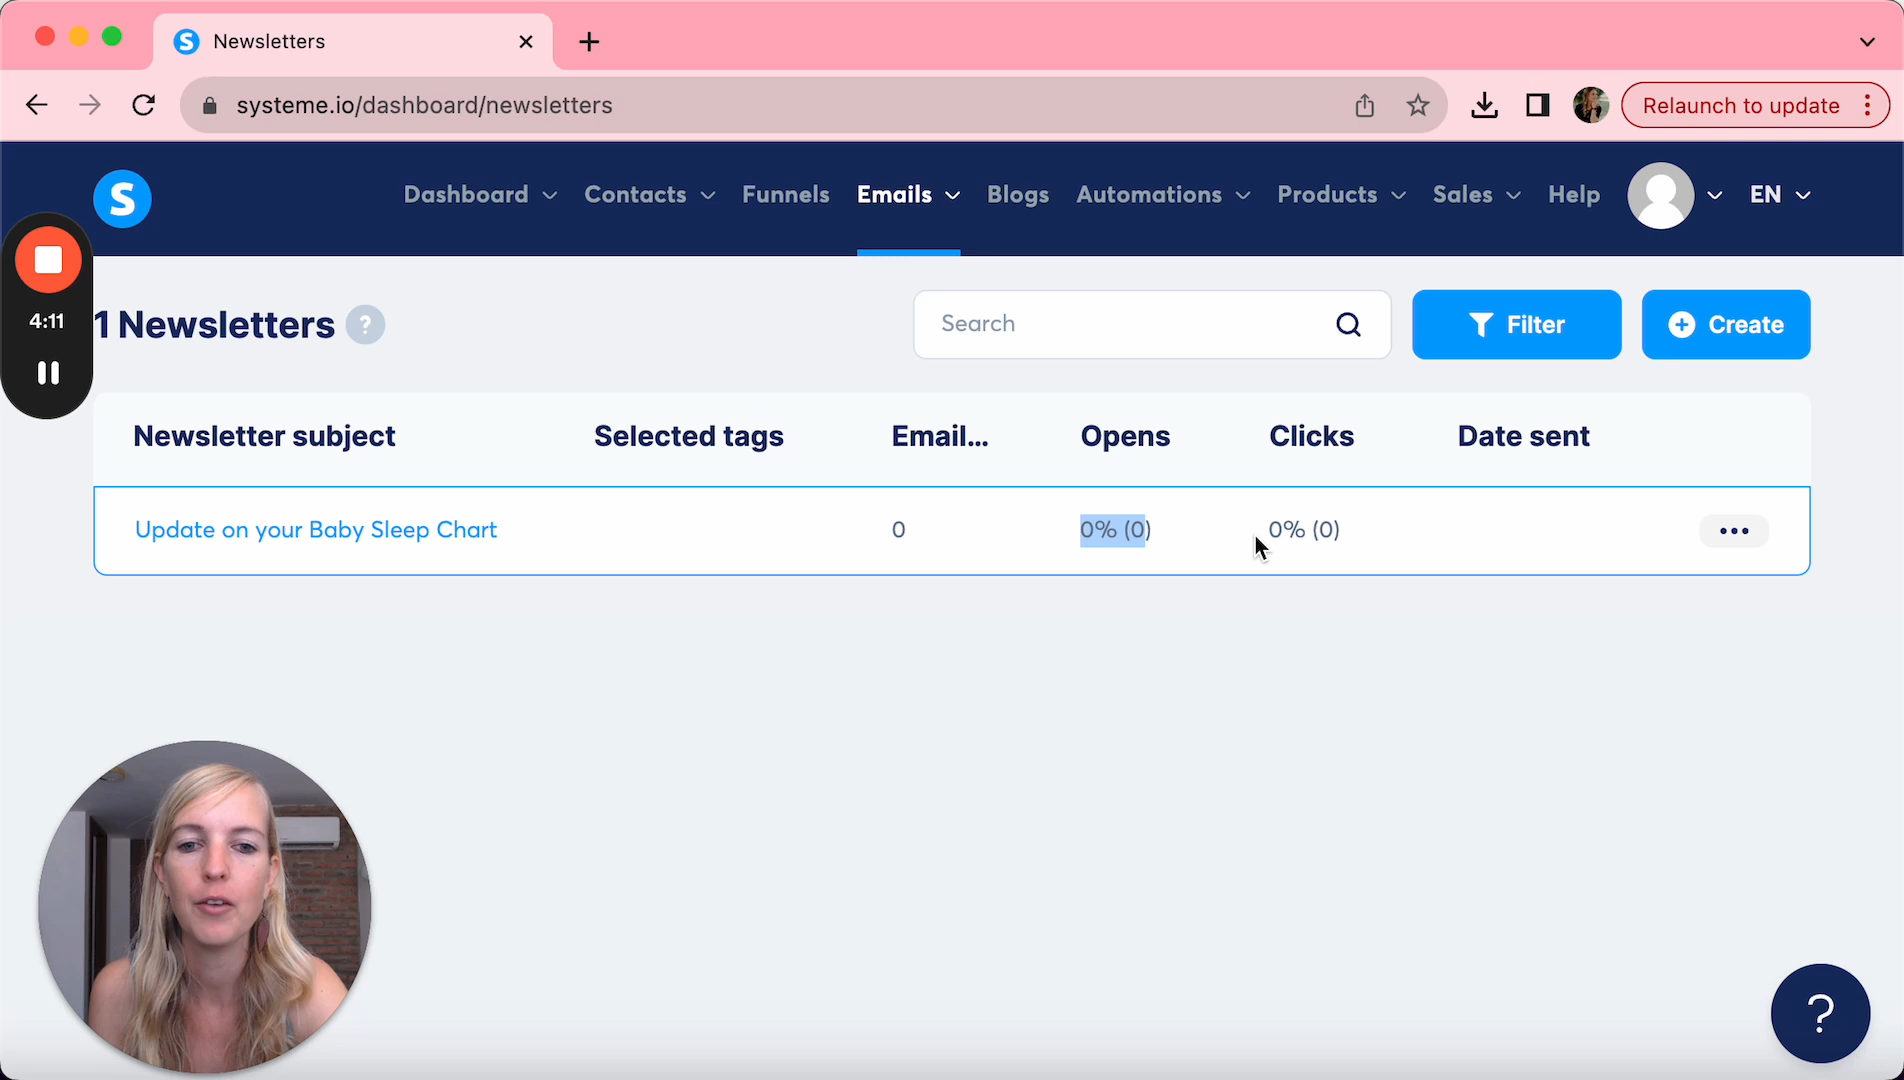 Newsletters
systeme.io/dashboard/newsletters
Relaunch to update
S
Dashboard Contacts Funnels Emails Blogs Automations Products Sales Help EN
4:11
1 Newsletters ?
Search
Filter
Create
Newsletter subject Selected tags Email... Opens Clicks Date sent
Update on your Baby Sleep Chart 0 0% (0) 0% (0)
?